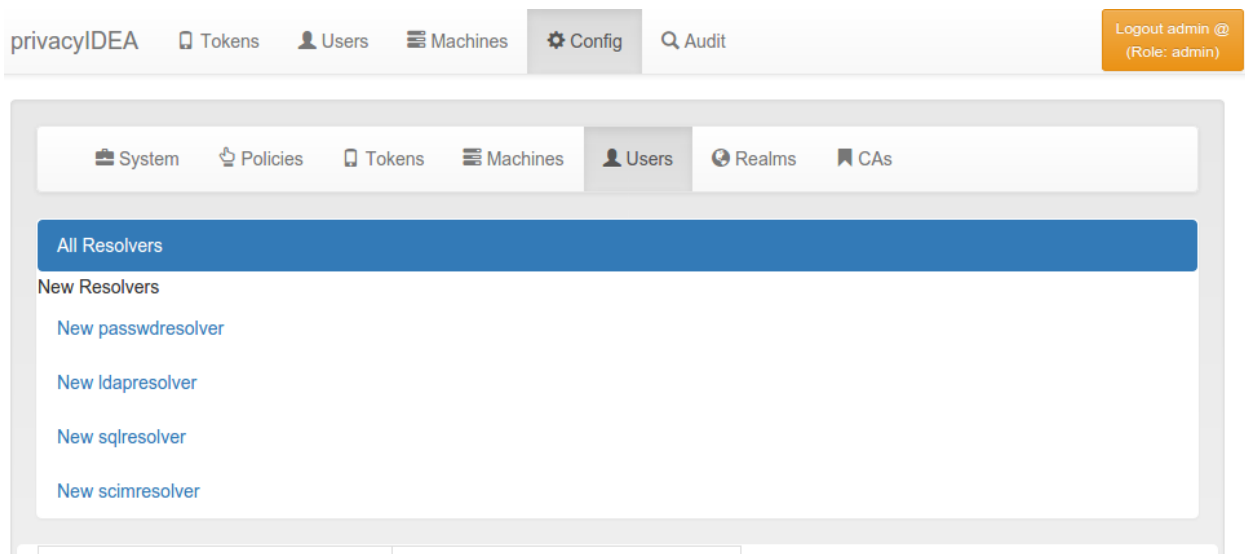 privacyIDEA Tokens Users Machines Config Audit
Logout admin @
(Role: admin)
System Policies Tokens Machines Users Realms CAs
All Resolvers
New Resolvers
New passwdresolver
New ldapresolver
New sqlresolver
New scimresolver